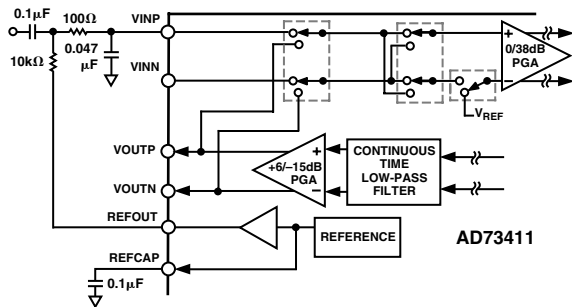 0.1μF
100Ω
VINP
0.047
μF
10kΩ
VINN
+
0/38dB
PGA
−
VREF
VOUTP
+
+6/–15dB
PGA
−
CONTINUOUS
TIME
LOW-PASS
FILTER
VOUTN
REFOUT
REFERENCE
AD73411
REFCAP
0.1μF